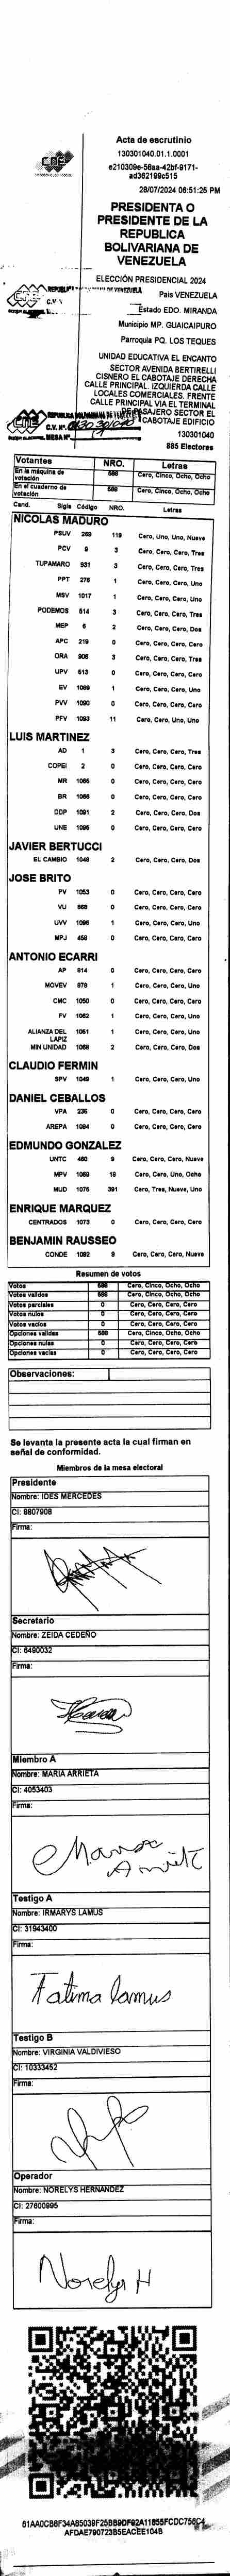 CNE
Acta de escrutinio
130301040.01.1.0001
e210309e-58aa-42bf-9171-
ad362199c515
28/07/2024 06:51:25 PM
PRESIDENTA O
PRESIDENTE DE LA
REPUBLICA
BOLIVARIANA DE
VENEZUELA
ELECCIÓN PRESIDENCIAL 2024
País VENEZUELA
Estado EDO. MIRANDA
Municipio MP. GUAICAIPURO
Parroquia PQ. LOS TEQUES
UNIDAD EDUCATIVA EL ENCANTO
SECTOR AVENIDA BERTIRELLI
CISNERO EL CABOTAJE DERECHA
CALLE PRINCIPAL. IZQUIERDA CALLE
LOCALES COMERCIALES. FRENTE
CALLE PRINCIPAL VIA EL TERMINAL
DE PASAJERO SECTOR EL
CABOTAJE EDIFICIO
C.V. Nº.
MESA Nº
130301040
885 Electores
Votantes NRO. Letras
En la máquina de votación 588 Cero, Cinco, Ocho, Ocho
En el cuaderno de votación 588 Cero, Cinco, Ocho, Ocho
Cand. Sigla Código NRO. Letras
NICOLAS MADURO
PSUV 269 119 Cero, Uno, Uno, Nueve
PCV 9 3 Cero, Cero, Cero, Tres
TUPAMARO 931 3 Cero, Cero, Cero, Tres
PPT 276 1 Cero, Cero, Cero, Uno
MSV 1017 1 Cero, Cero, Cero, Uno
PODEMOS 514 3 Cero, Cero, Cero, Tres
MEP 6 2 Cero, Cero, Cero, Dos
APC 219 0 Cero, Cero, Cero, Cero
ORA 906 3 Cero, Cero, Cero, Tres
UPV 513 0 Cero, Cero, Cero, Cero
EV 1089 1 Cero, Cero, Cero, Uno
PVV 1090 0 Cero, Cero, Cero, Cero
PFV 1093 11 Cero, Cero, Uno, Uno
LUIS MARTINEZ
AD 1 3 Cero, Cero, Cero, Tres
COPEI 2 0 Cero, Cero, Cero, Cero
MR 1065 0 Cero, Cero, Cero, Cero
BR 1066 0 Cero, Cero, Cero, Cero
DDP 1091 2 Cero, Cero, Cero, Dos
UNE 1095 0 Cero, Cero, Cero, Cero
JAVIER BERTUCCI
EL CAMBIO 1048 2 Cero, Cero, Cero, Dos
JOSE BRITO
PV 1053 0 Cero, Cero, Cero, Cero
VU 868 0 Cero, Cero, Cero, Cero
UVV 1096 1 Cero, Cero, Cero, Uno
MPJ 458 0 Cero, Cero, Cero, Cero
ANTONIO ECARRI
AP 814 0 Cero, Cero, Cero, Cero
MOVEV 978 1 Cero, Cero, Cero, Uno
CMC 1050 0 Cero, Cero, Cero, Cero
FV 1062 1 Cero, Cero, Cero, Uno
ALIANZA DEL LAPIZ 1061 1 Cero, Cero, Cero, Uno
MIN UNIDAD 1068 2 Cero, Cero, Cero, Dos
CLAUDIO FERMIN
SPV 1049 1 Cero, Cero, Cero, Uno
DANIEL CEBALLOS
VPA 236 0 Cero, Cero, Cero, Cero
AREPA 1094 0 Cero, Cero, Cero, Cero
EDMUNDO GONZALEZ
UNTC 460 9 Cero, Cero, Cero, Nueve
MPV 1069 18 Cero, Cero, Uno, Ocho
MUD 1075 391 Cero, Tres, Nueve, Uno
ENRIQUE MARQUEZ
CENTRADOS 1073 0 Cero, Cero, Cero, Cero
BENJAMIN RAUSSEO
CONDE 1092 9 Cero, Cero, Cero, Nueve
Resumen de votos
Votos 588 Cero, Cinco, Ocho, Ocho
Votos validos 588 Cero, Cinco, Ocho, Ocho
Votos parciales 0 Cero, Cero, Cero, Cero
Votos nulos 0 Cero, Cero, Cero, Cero
Votos vacios 0 Cero, Cero, Cero, Cero
Opciones validas 588 Cero, Cinco, Ocho, Ocho
Opciones nulas 0 Cero, Cero, Cero, Cero
Opciones vacias 0 Cero, Cero, Cero, Cero
Observaciones:
Se levanta la presente acta la cual firman en
señal de conformidad.
Miembros de la mesa electoral
Presidente
Nombre: IDES MERCEDES
CI: 8807908
Firma:
Secretario
Nombre: ZEIDA CEDEÑO
CI: 6490032
Firma:
Miembro A
Nombre: MARIA ARRIETA
CI: 4053403
Firma:
Testigo A
Nombre: IRMARYS LAMUS
CI: 31943400
Firma:
Fatima Lamus
Testigo B
Nombre: VIRGINIA VALDIVIESO
CI: 10333452
Firma:
Operador
Nombre: NORELYS HERNANDEZ
CI: 27600995
Firma:
Norelys H